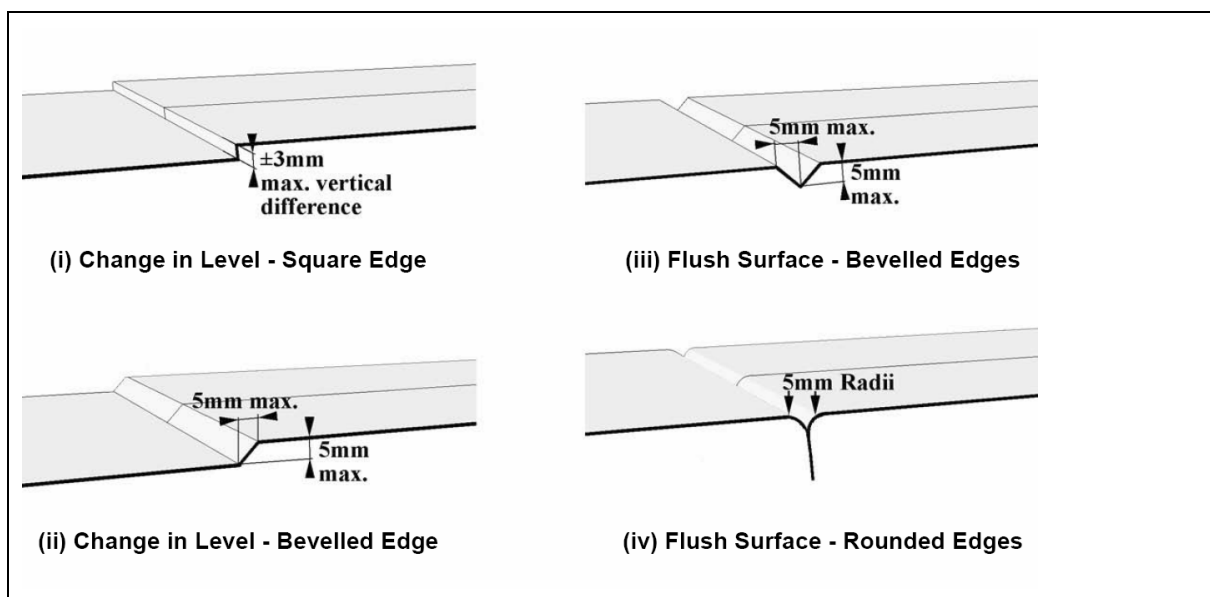 ±3mm
max. vertical
difference
(i) Change in Level - Square Edge
5mm max.
5mm
max.
(iii) Flush Surface - Bevelled Edges
5mm max.
5mm
max.
(ii) Change in Level - Bevelled Edge
5mm Radii
(iv) Flush Surface - Rounded Edges